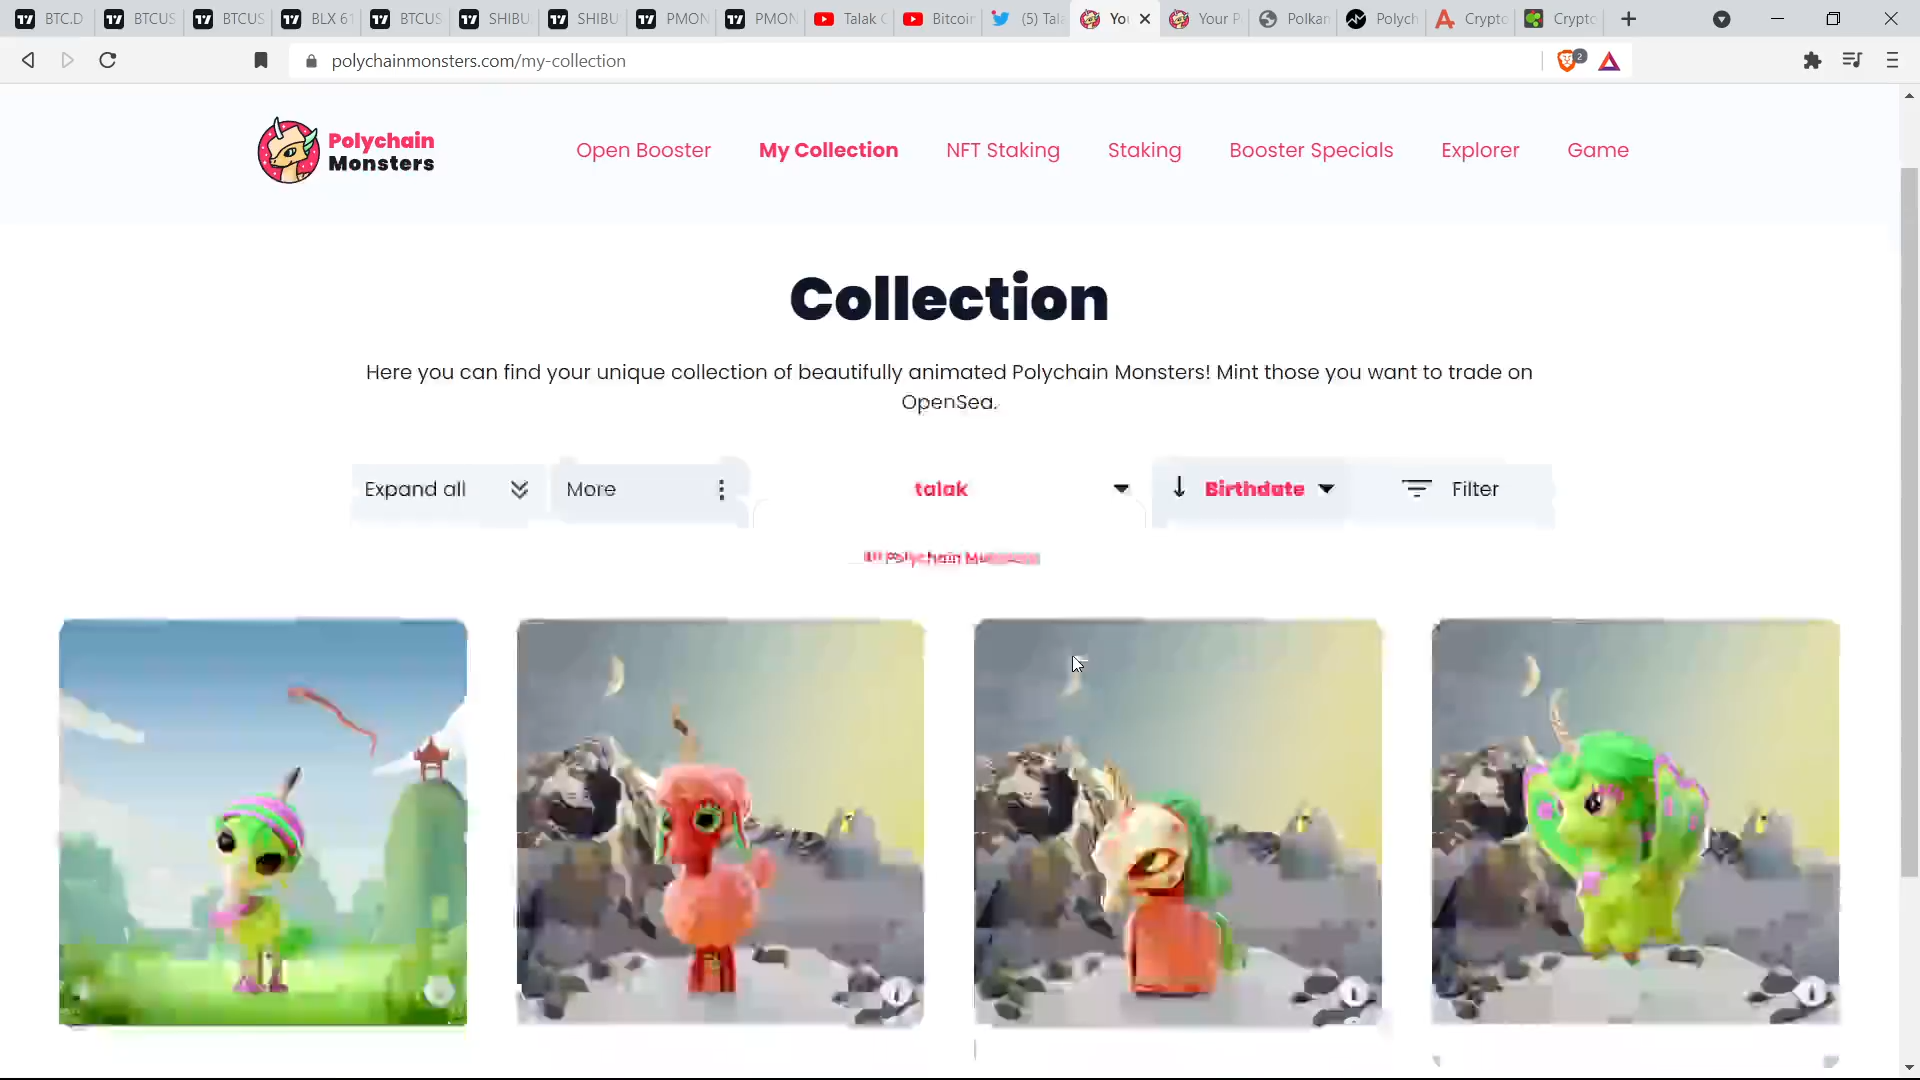 BTC.D
BTCUS
BTCUS
BLX 6
BTCUS
SHIBU
SHIBU
PMON
PMON
Talak
Bitcoin
(5) Tal
You
Your P
Polkar
Polych
Crypto
Crypto
polychainmonsters.com/my-collection
2
Polychain
Monsters
Open Booster
My Collection
NFT Staking
Staking
Booster Specials
Explorer
Game
Collection
Here you can find your unique collection of beautifully animated Polychain Monsters! Mint those you want to trade on
OpenSea.
Expand all
More
talak
Birthdate
Filter